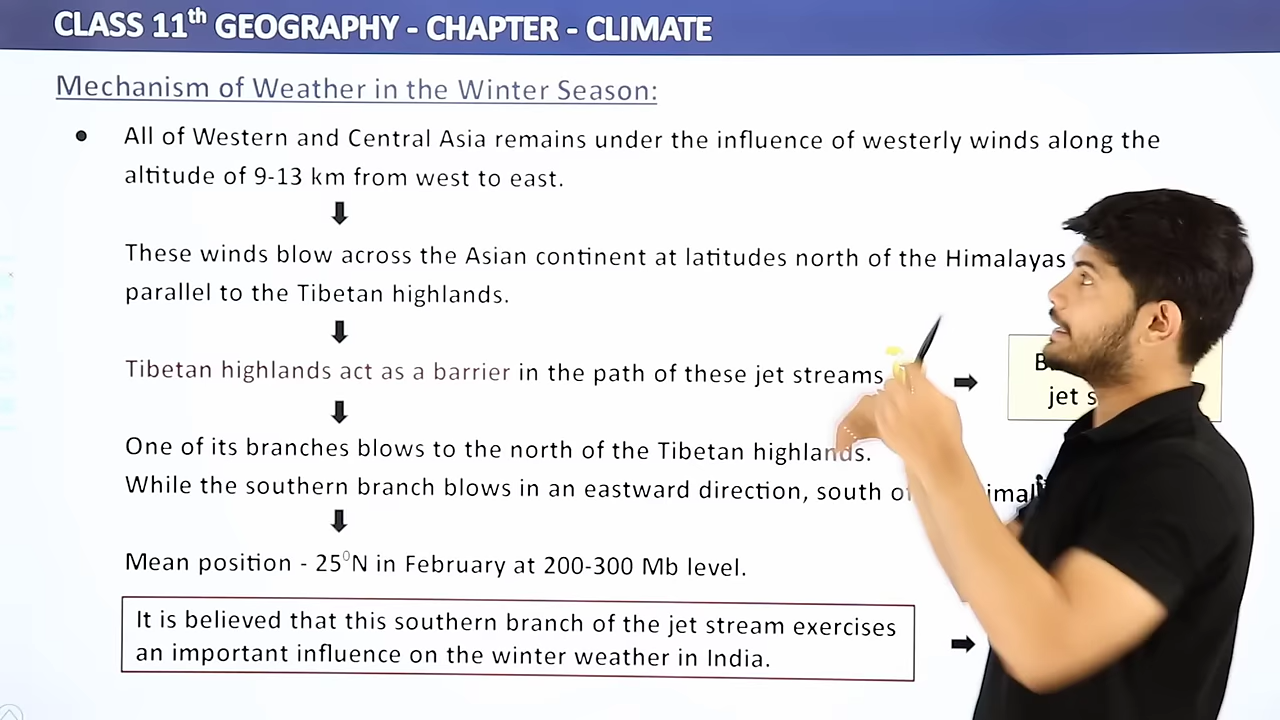 CLASS 11th GEOGRAPHY - CHAPTER - CLIMATE
Mechanism of Weather in the Winter Season:
All of Western and Central Asia remains under the influence of westerly winds along the
altitude of 9-13 km from west to east.
These winds blow across the Asian continent at latitudes north of the Himalayas
parallel to the Tibetan highlands.
Tibetan highlands act as a barrier in the path of these jet streams
jet
One of its branches blows to the north of the Tibetan highlands.
While the southern branch blows in an eastward direction, south
Mean position - 25⁰N in February at 200-300 Mb level.
It is believed that this southern branch of the jet stream exercises
an important influence on the winter weather in India.